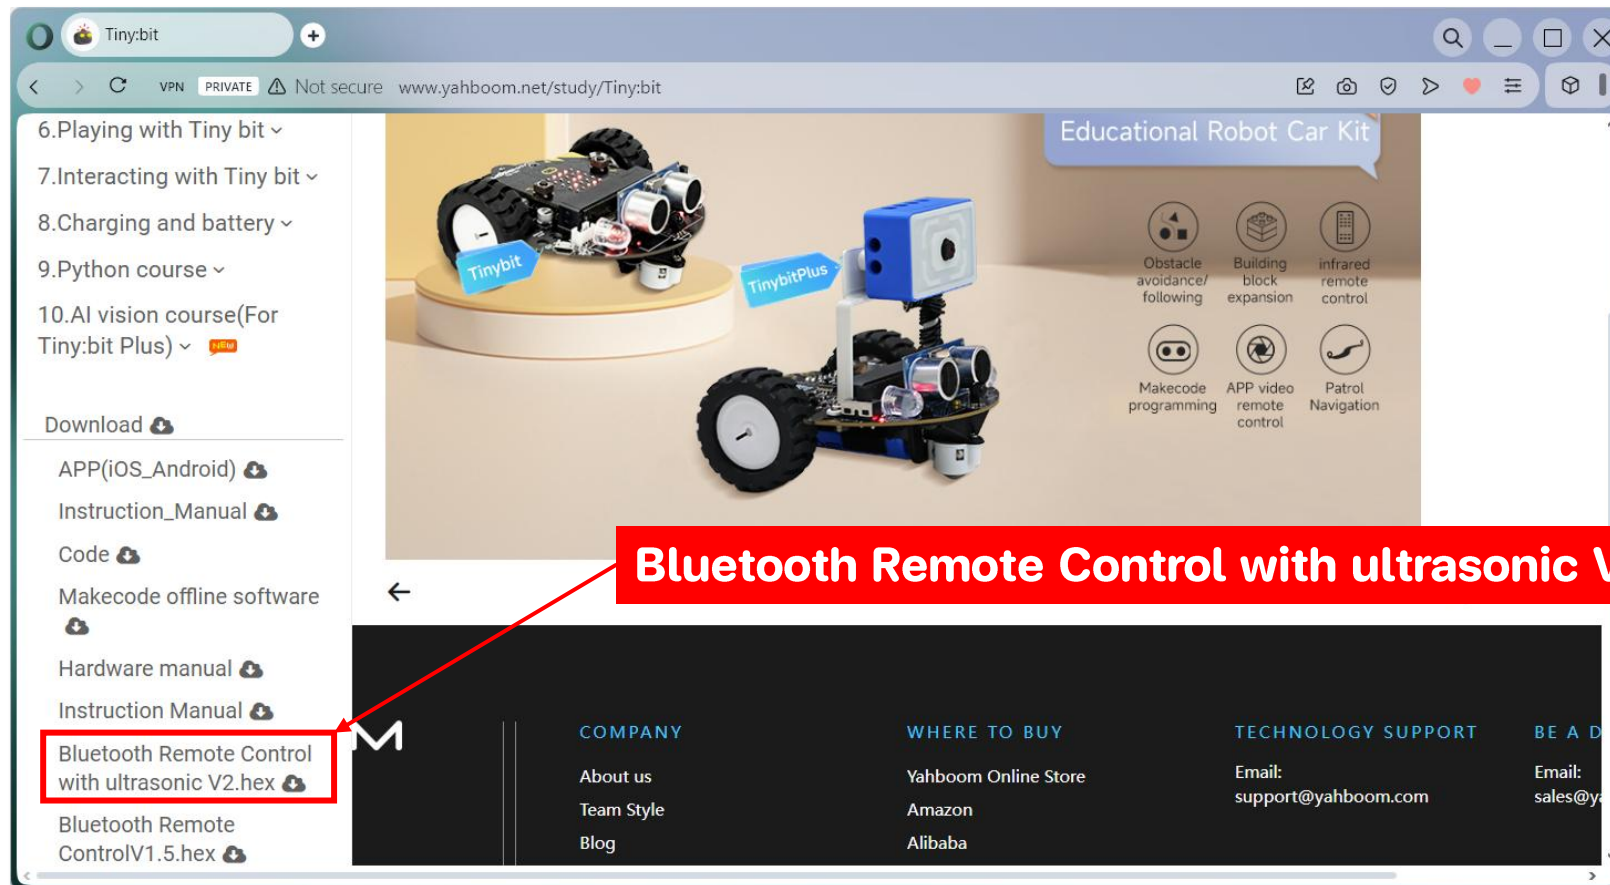 Tiny:bit
VPN PRIVATE Not secure www.yahboom.net/study/Tiny:bit
6.Playing with Tiny bit
7.Interacting with Tiny bit
8.Charging and battery
9.Python course
10.AI vision course(For
Tiny:bit Plus) NEW
Download
APP(iOS_Android)
Instruction_Manual
Code
Makecode offline software
Hardware manual
Instruction Manual
Bluetooth Remote Control
with ultrasonic V2.hex
Bluetooth Remote
ControlV1.5.hex
Educational Robot Car Kit
Tinybit
TinybitPlus
Obstacle
avoidance/
following
Building
block
expansion
infrared
remote
control
Makecode
programming
APP video
remote
control
Patrol
Navigation
Bluetooth Remote Control with ultrasonic V
M
COMPANY
About us
Team Style
Blog
WHERE TO BUY
Yahboom Online Store
Amazon
Alibaba
TECHNOLOGY SUPPORT
Email:
support@yahboom.com
BE A D
Email:
sales@ya